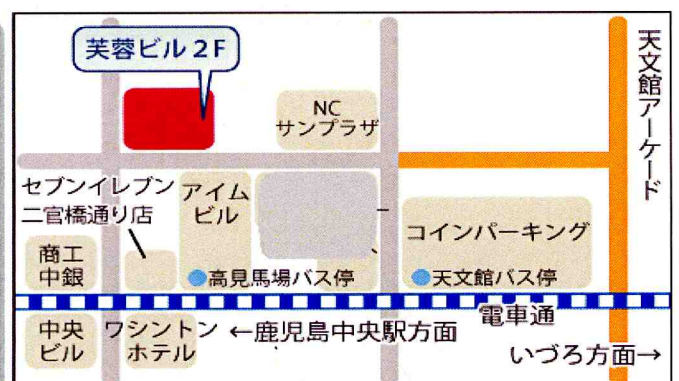 芙蓉ビル2F
NC
サンプラザ
天文館アーケード
セブンイレブン
二官橋通り店
アイム
ビル
コインパーキング
商工
中銀
高見馬場バス停
天文館バス停
電車通
中央
ビル
ワシントン
ホテル
←鹿児島中央駅方面
いづろ方面→